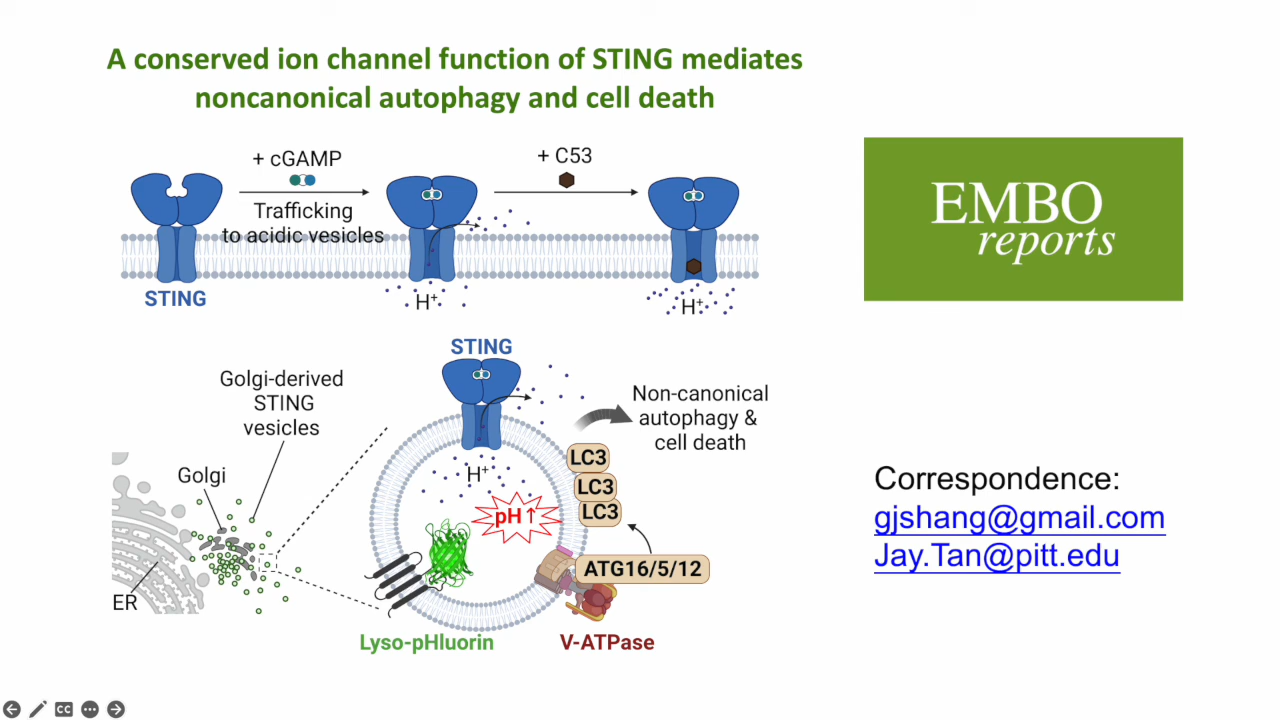 A conserved ion channel function of STING mediates
noncanonical autophagy and cell death
+ cGAMP
Trafficking
to acidic vesicles
+ C53
STING
H+
H+
EMBO
reports
STING
Golgi-derived
STING
vesicles
Golgi
ER
H+
pH↑
LC3
LC3
LC3
ATG16/5/12
Non-canonical
autophagy &
cell death
Lyso-pHluorin
V-ATPase
Correspondence:
gjshang@gmail.com
Jay.Tan@pitt.edu
CC